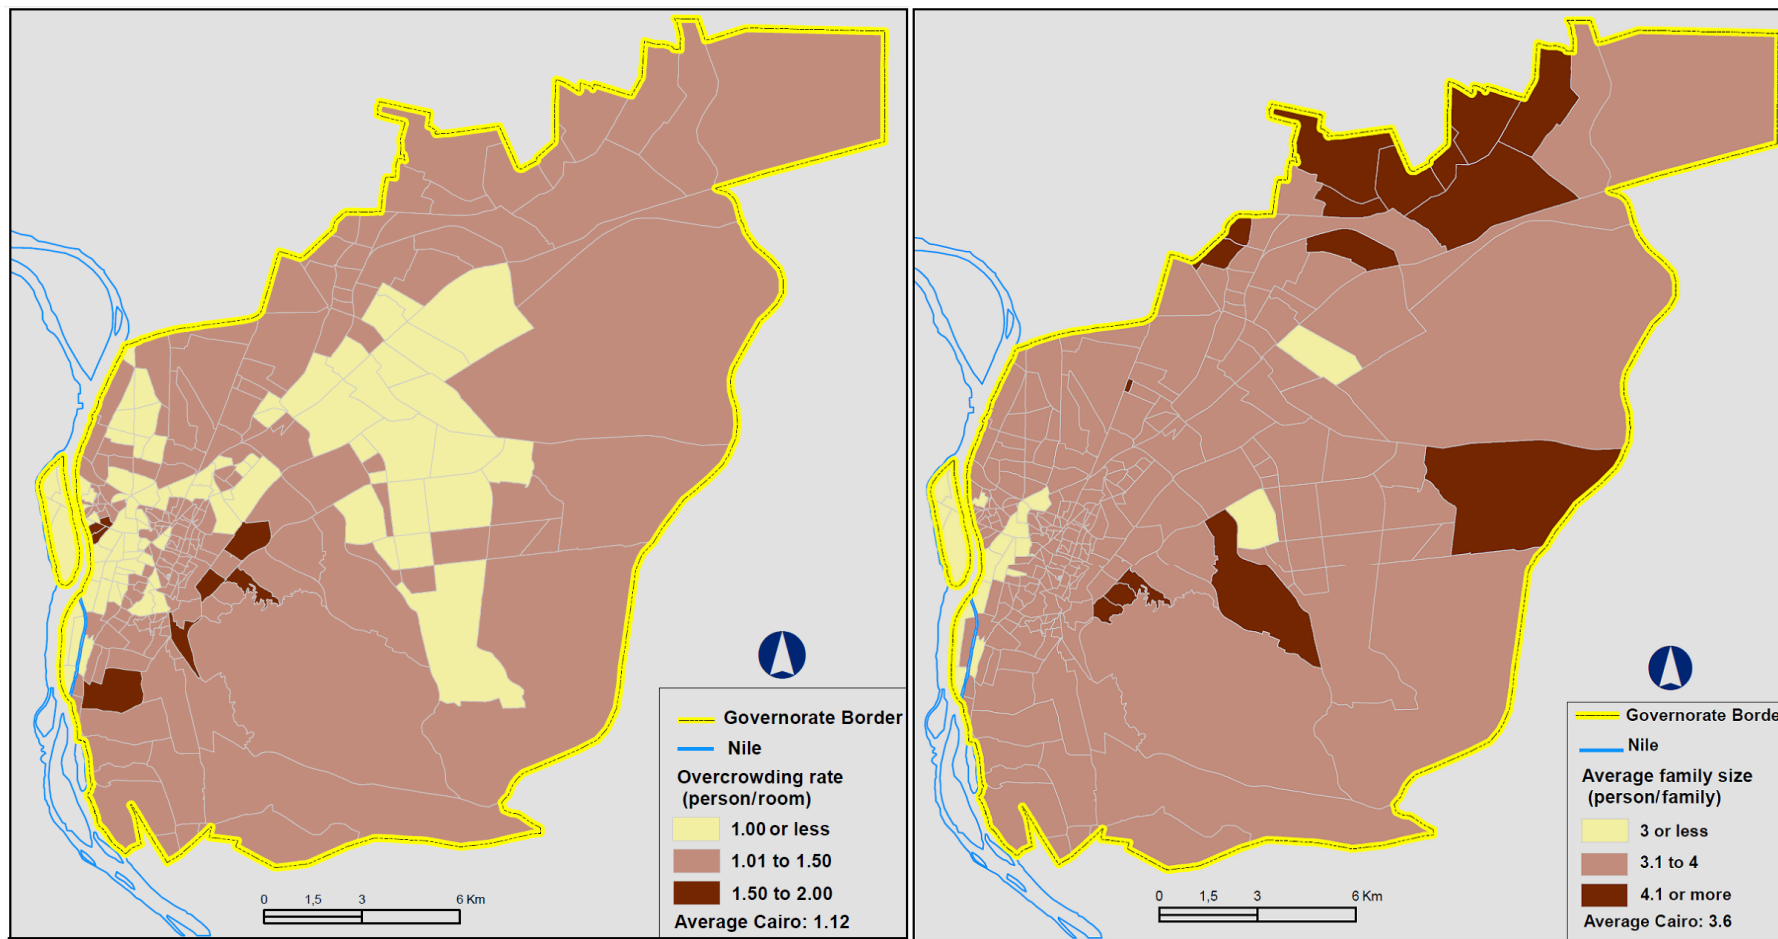 Governorate Border
Nile
Overcrowding rate
(person/room)
1.00 or less
1.01 to 1.50
1.50 to 2.00
Average Cairo: 1.12
0 1,5 3 6 Km
Governorate Borde
Nile
Average family size
(person/family)
3 or less
3.1 to 4
4.1 or more
Average Cairo: 3.6
0 1,5 3 6 Km